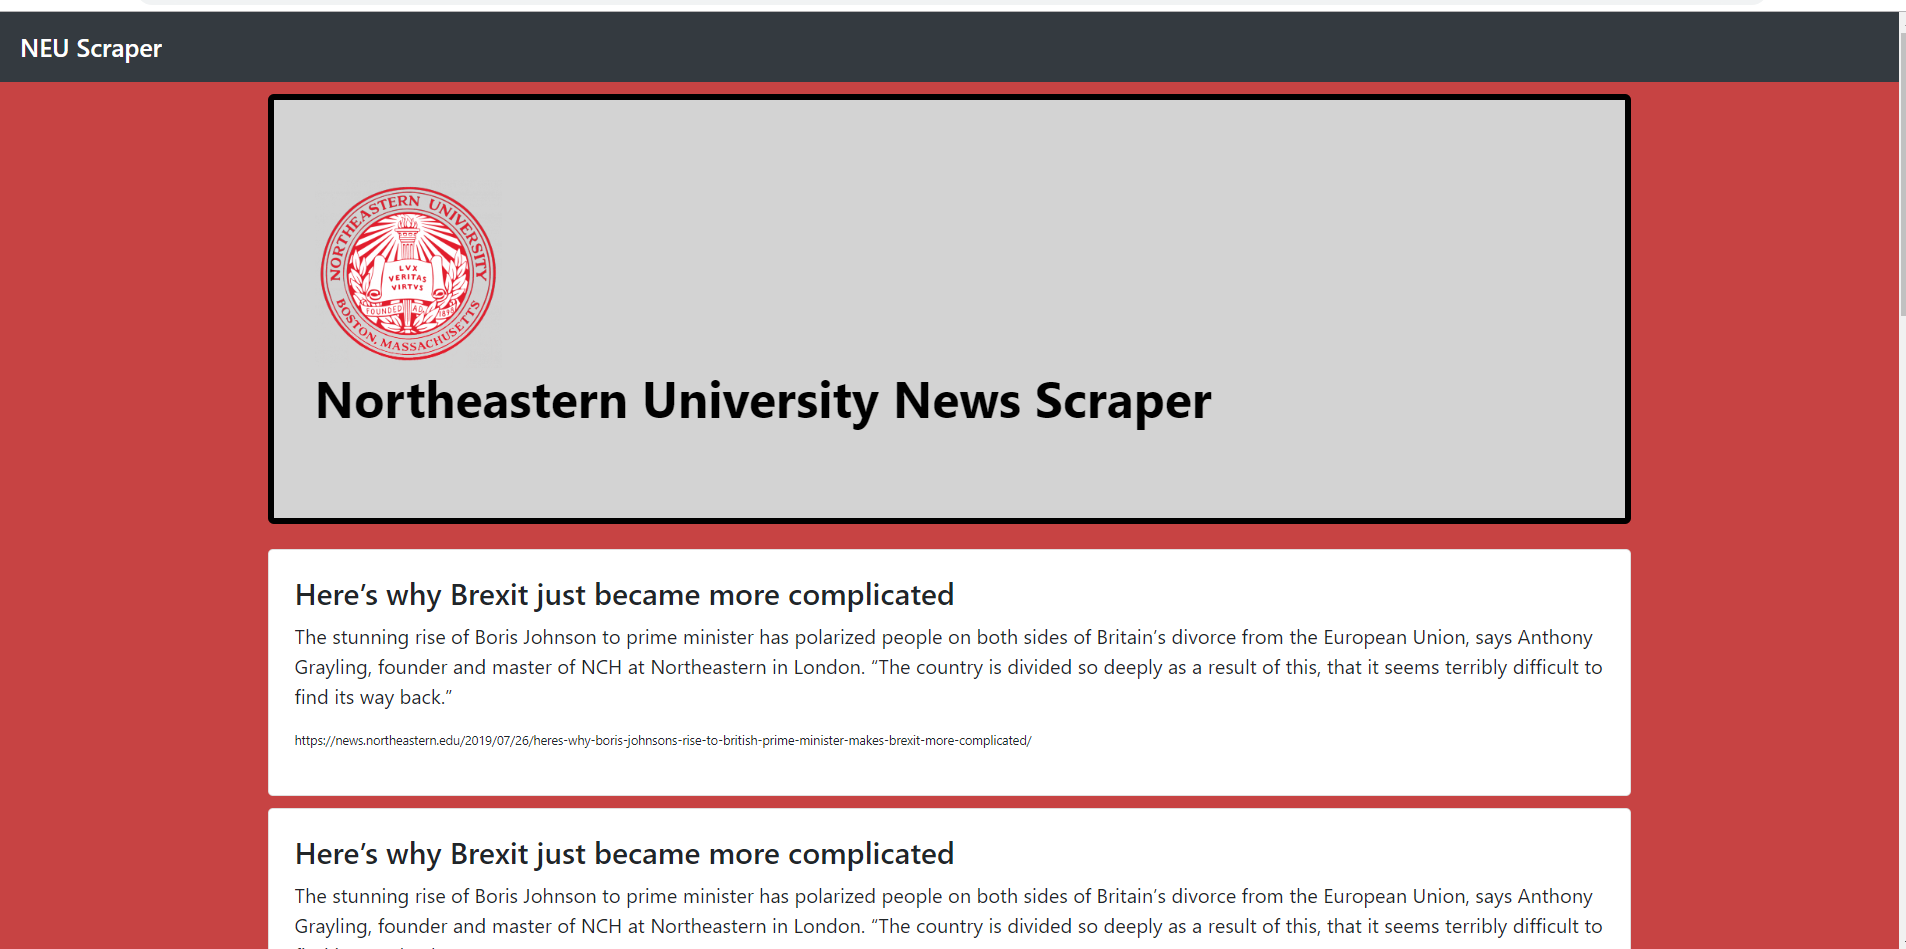 NEU Scraper
NORTHEASTERN UNIVERSITY
LVX
VERITAS
VIRTVS
FOUNDED AD 1898
BOSTON, MASSACHUSETTS
Northeastern University News Scraper
Here’s why Brexit just became more complicated
The stunning rise of Boris Johnson to prime minister has polarized people on both sides of Britain’s divorce from the European Union, says Anthony
Grayling, founder and master of NCH at Northeastern in London. “The country is divided so deeply as a result of this, that it seems terribly difficult to
find its way back.”
https://news.northeastern.edu/2019/07/26/heres-why-boris-johnsons-rise-to-british-prime-minister-makes-brexit-more-complicated/
Here’s why Brexit just became more complicated
The stunning rise of Boris Johnson to prime minister has polarized people on both sides of Britain’s divorce from the European Union, says Anthony
Grayling, founder and master of NCH at Northeastern in London. “The country is divided so deeply as a result of this, that it seems terribly difficult to